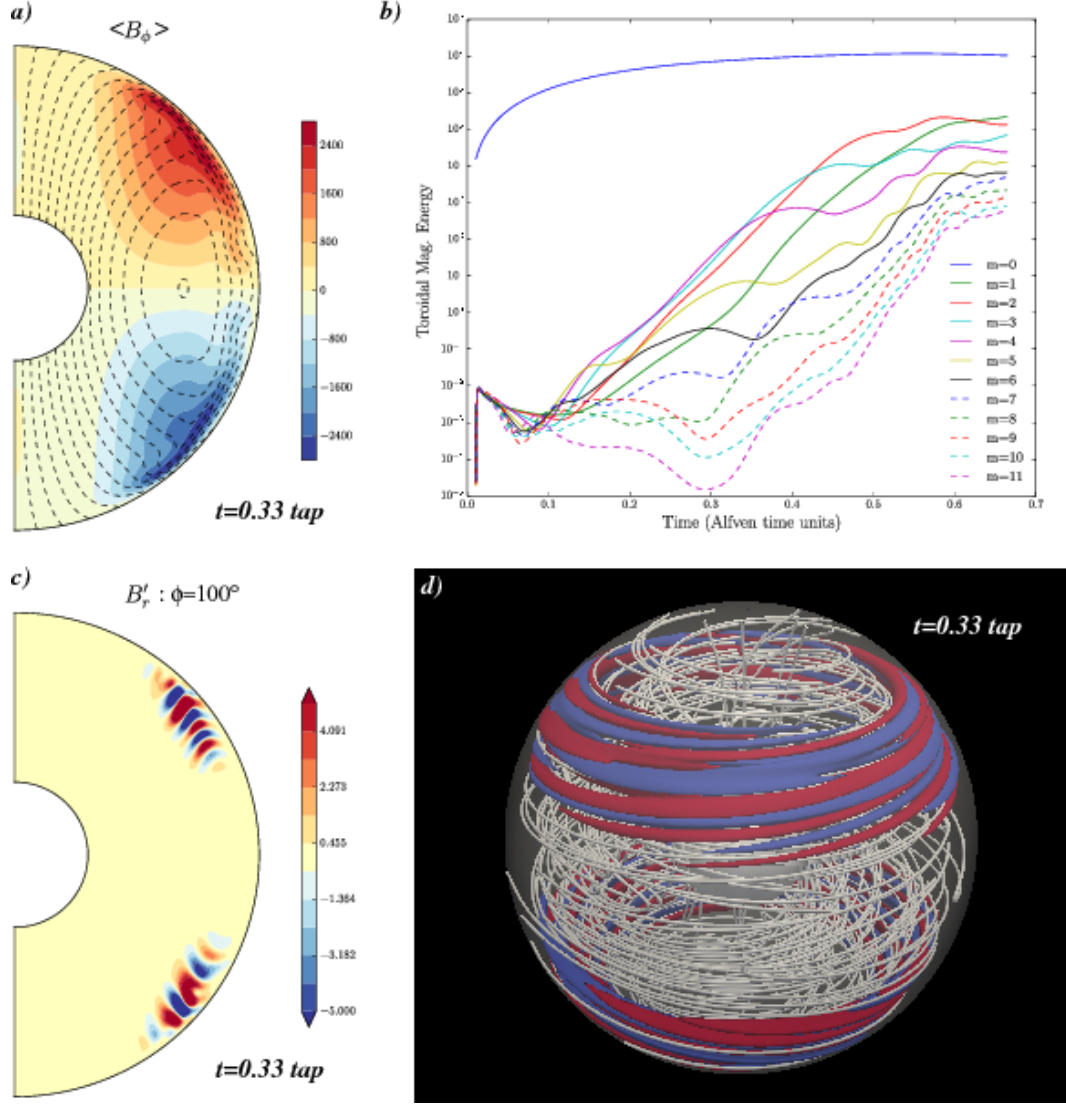 a)
<Bϕ>
2400
1600
800
0
−800
−1600
−2400
t=0.33 tap
b)
Toroidal Mag. Energy
0.0 0.1 0.2 0.3 0.4 0.5 0.6 0.7
Time (Alfven time units)
m=0
m=1
m=2
m=3
m=4
m=5
m=6
m=7
m=8
m=9
m=10
m=11
c)
B′r : ϕ=100°
4.091
2.273
0.455
−1.364
−3.182
−5.000
t=0.33 tap
d)
t=0.33 tap